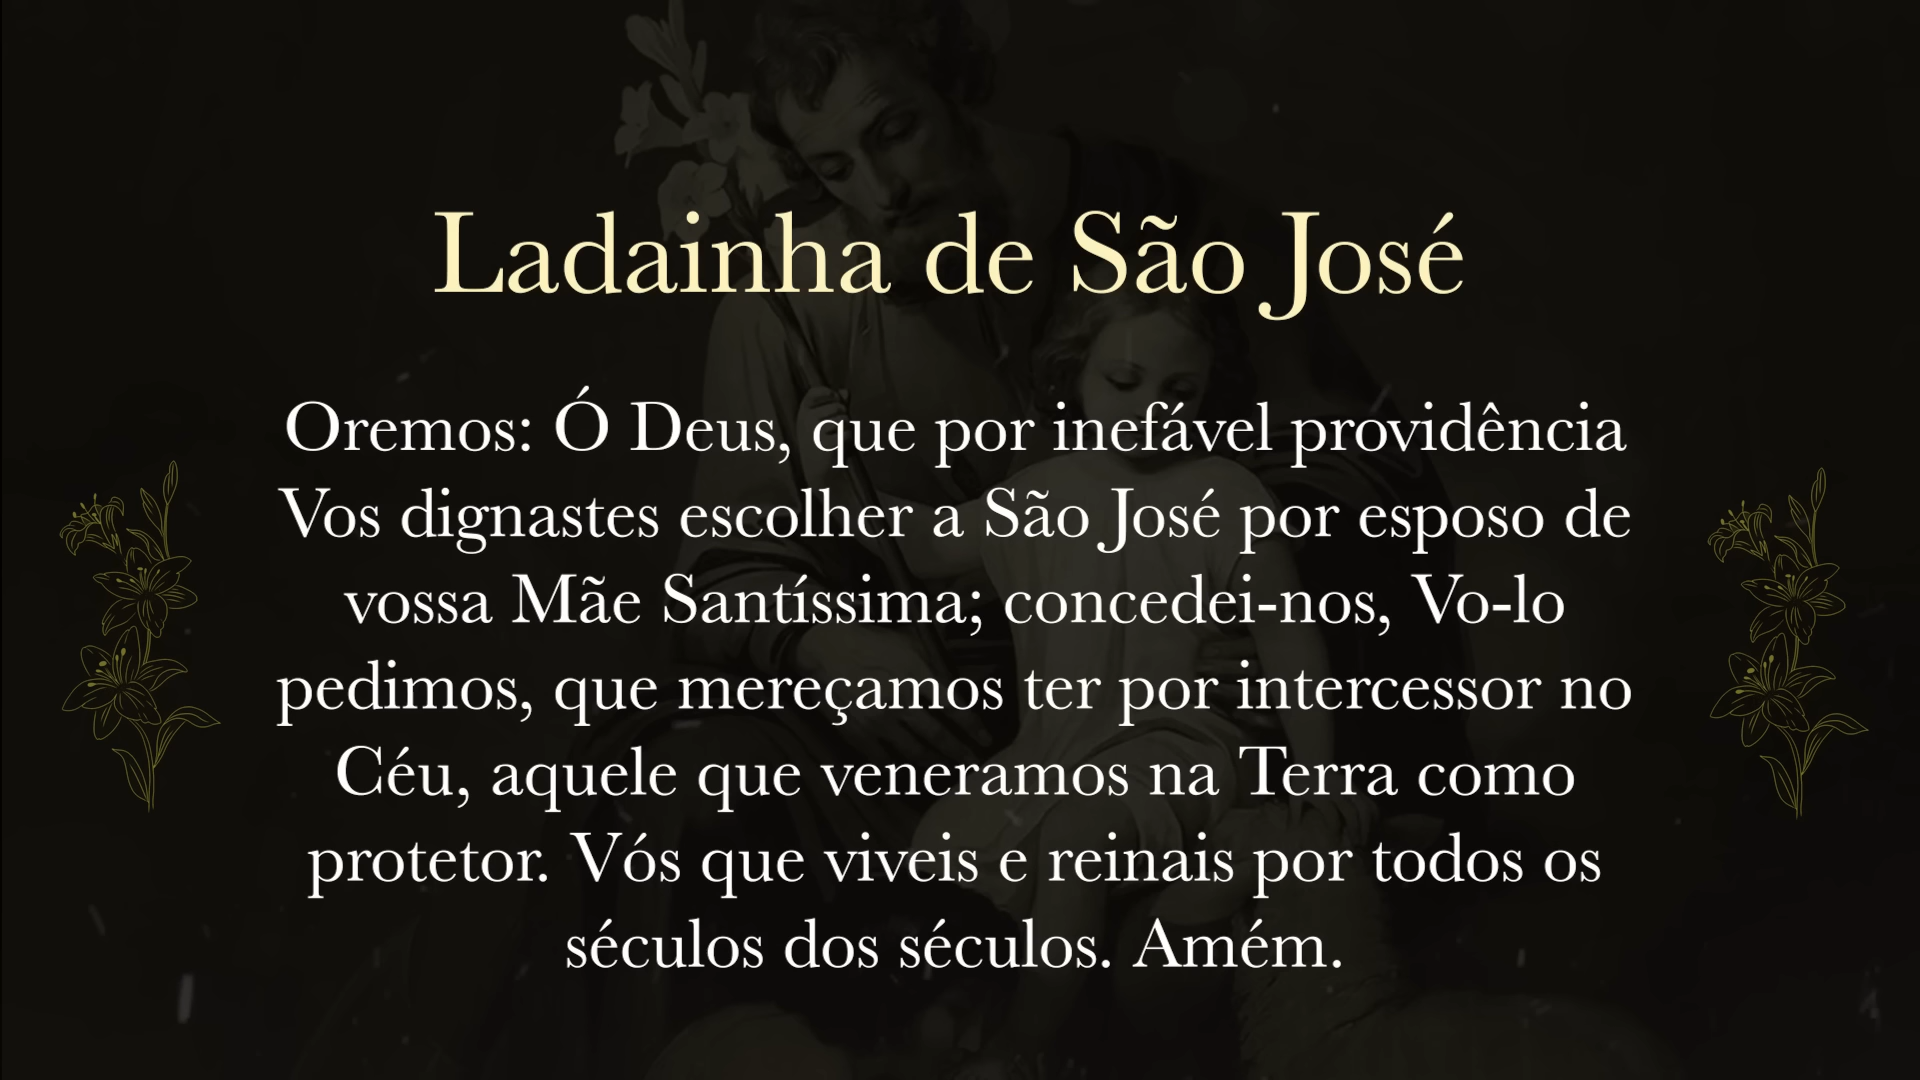 Ladainha de São José
Oremos: Ó Deus, que por inefável providência
Vos dignastes escolher a São José por esposo de
vossa Mãe Santíssima; concedei-nos, Vo-lo
pedimos, que mereçamos ter por intercessor no
Céu, aquele que veneramos na Terra como
protetor. Vós que viveis e reinais por todos os
séculos dos séculos. Amém.